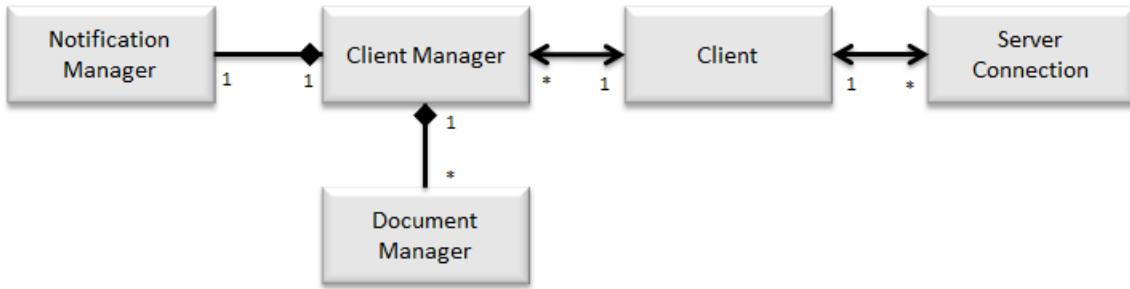 Notification
Manager
Client Manager
Client
Server
Connection
1
1
*
1
1
*
1
*
Document
Manager